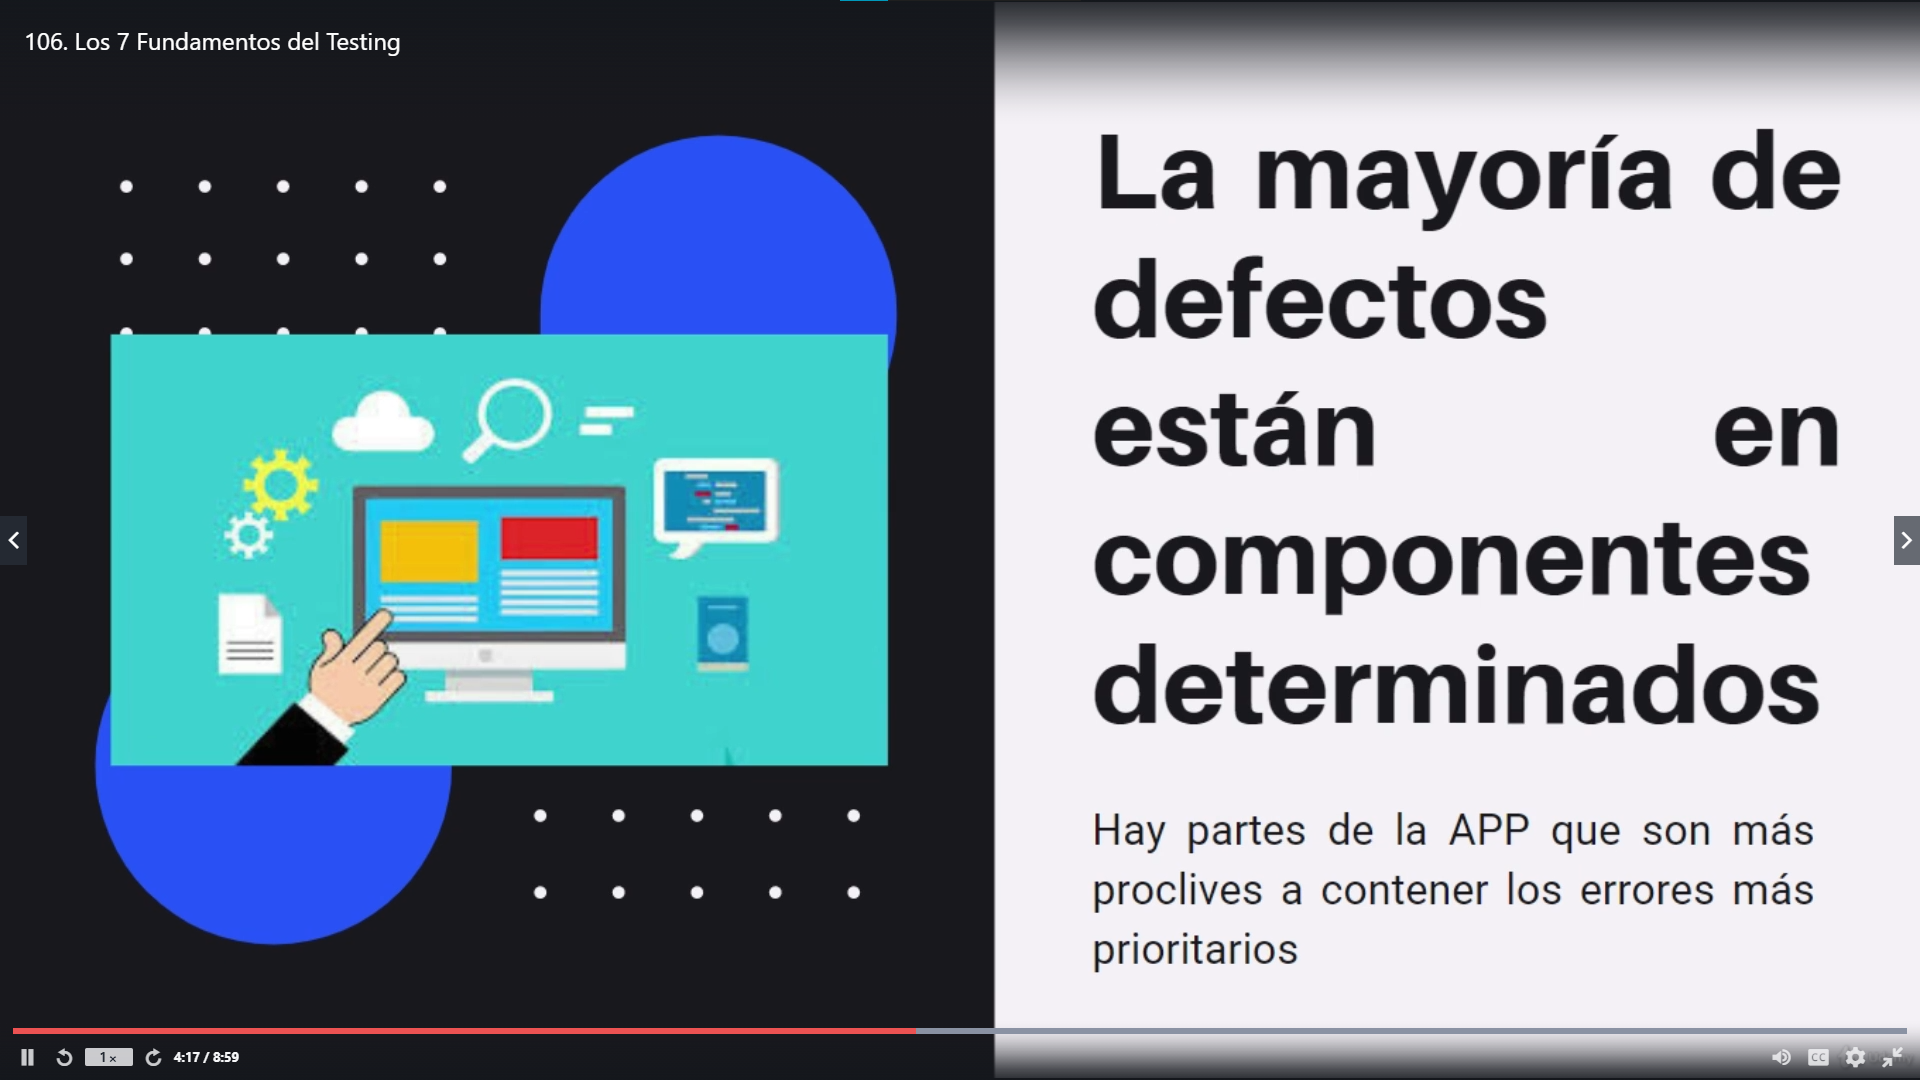 106. Los 7 Fundamentos del Testing
La mayoría de
defectos
están en
componentes
determinados
Hay partes de la APP que son más
proclives a contener los errores más
prioritarios
1x
4:17 / 8:59
CC